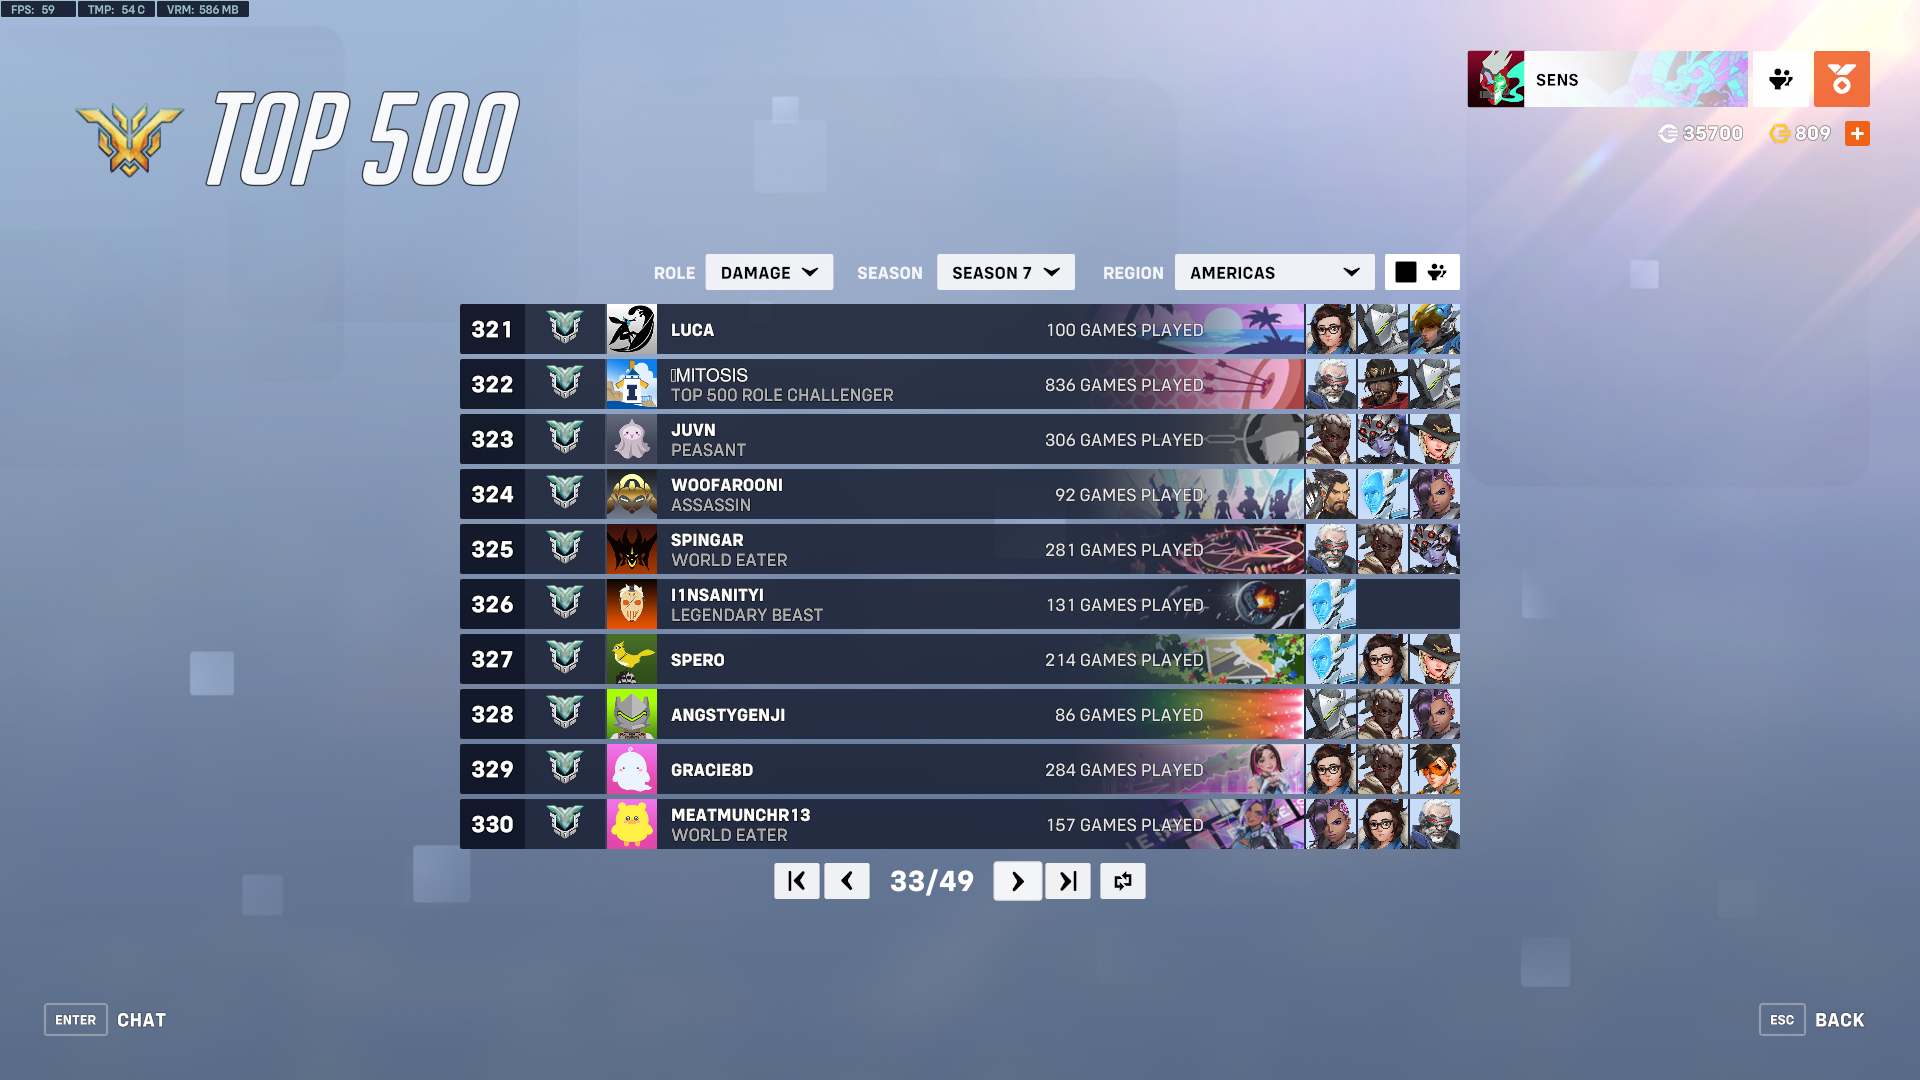 FPS: 59 TMP: 54 C VRM: 586 MB
TOP 500
SENS
35700 809
ROLE DAMAGE SEASON SEASON 7 REGION AMERICAS
321 LUCA 100 GAMES PLAYED
322 MITOSIS 836 GAMES PLAYED
TOP 500 ROLE CHALLENGER
323 JUVN 306 GAMES PLAYED
PEASANT
324 WOOFAROONI 92 GAMES PLAYED
ASSASSIN
325 SPINGAR 281 GAMES PLAYED
WORLD EATER
326 I1NSANITYI 131 GAMES PLAYED
LEGENDARY BEAST
327 SPERO 214 GAMES PLAYED
328 ANGSTYGENJI 86 GAMES PLAYED
329 GRACIE8D 284 GAMES PLAYED
330 MEATMUNCHR13 157 GAMES PLAYED
WORLD EATER
33/49
ENTER CHAT
ESC BACK